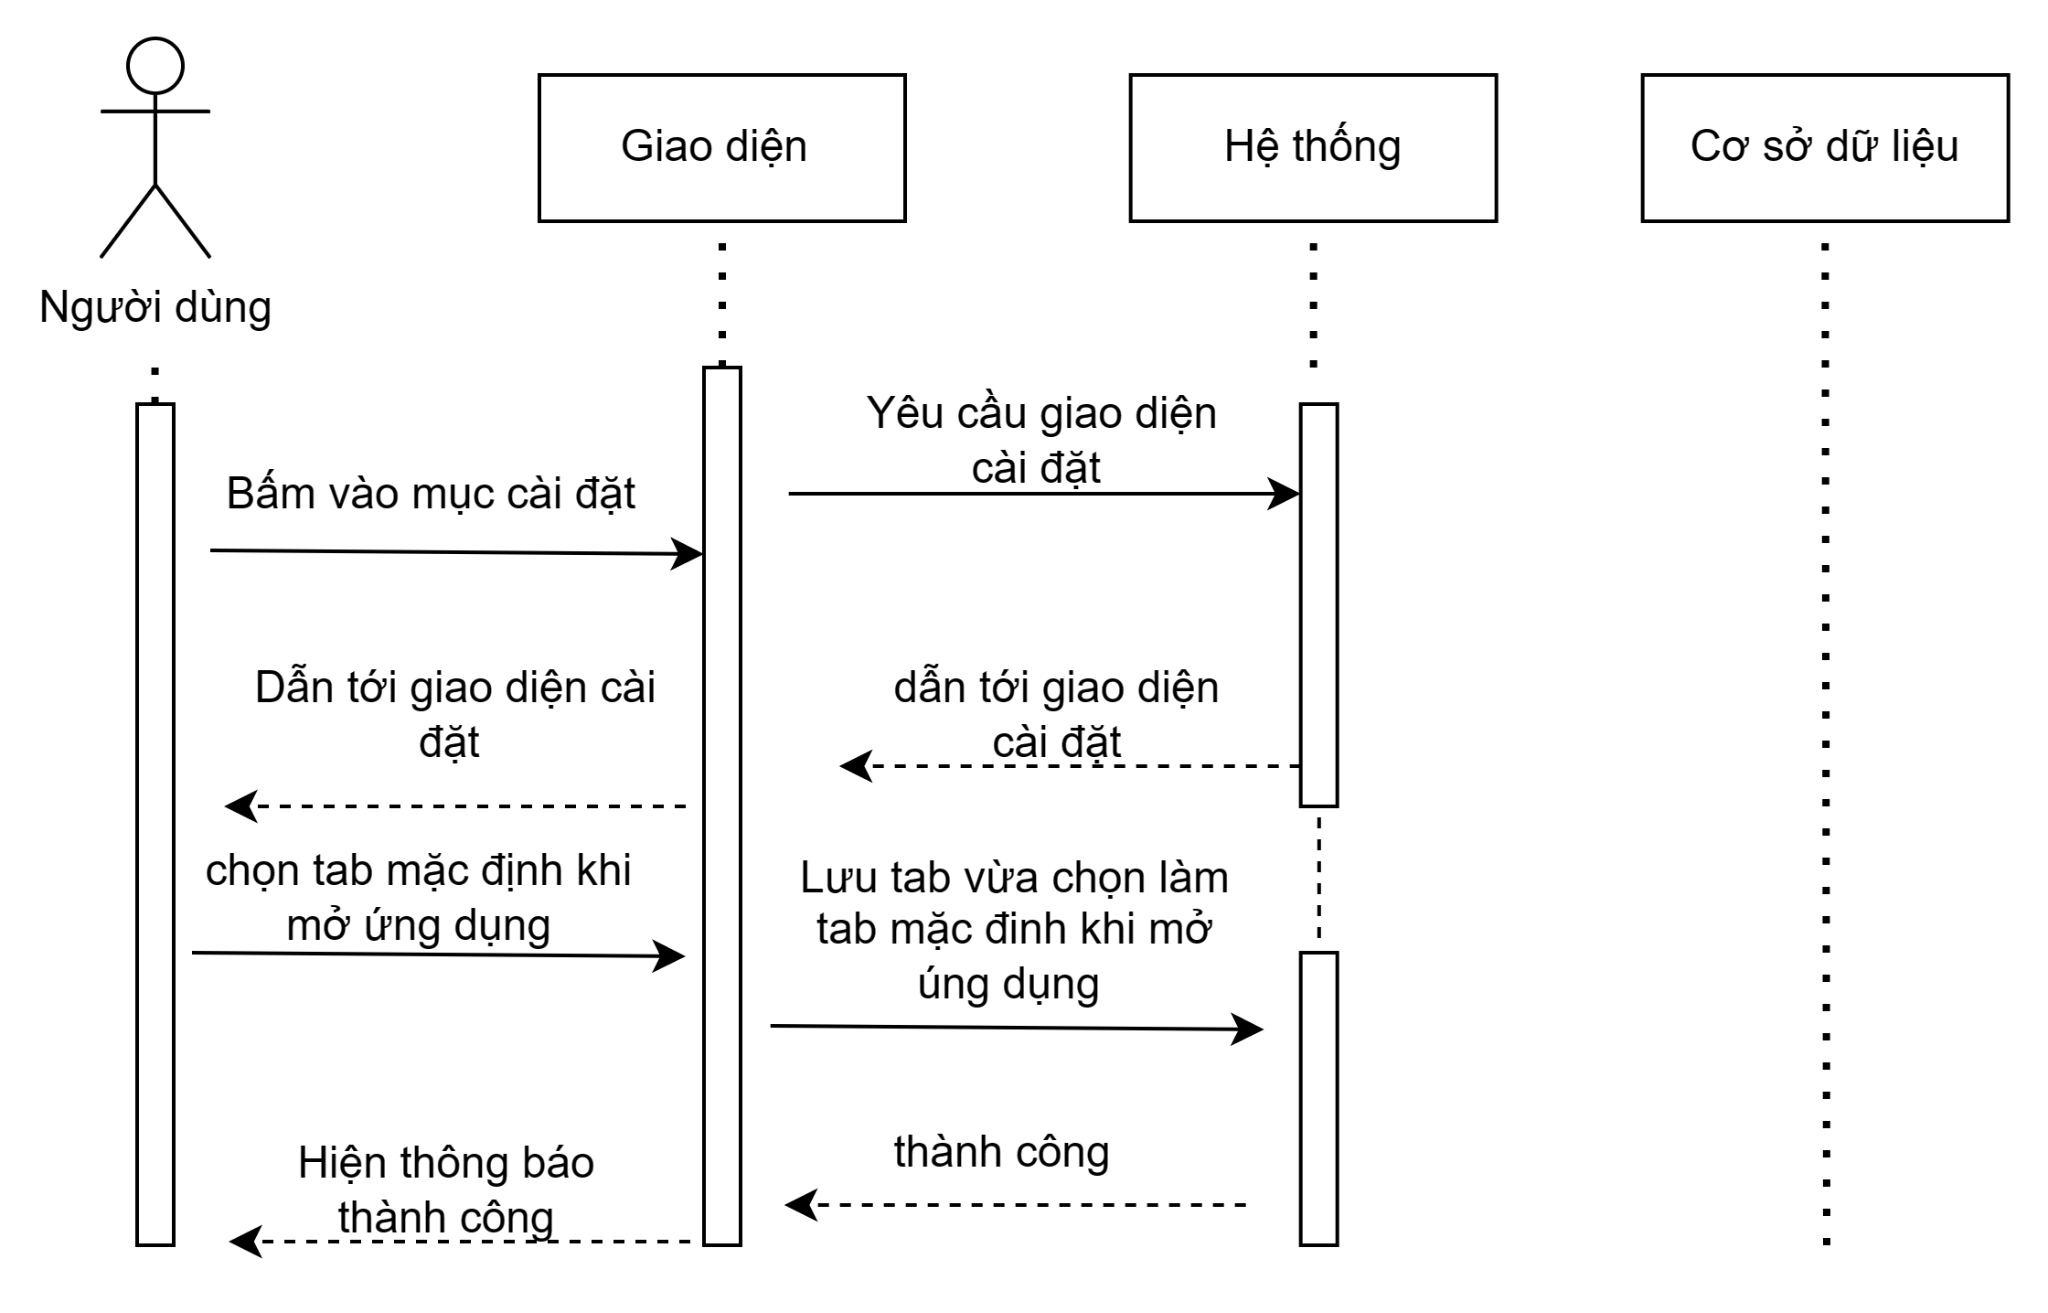 Giao diện
Hệ thống
Cơ sở dữ liệu
Người dùng
Yêu cầu giao diện
cài đặt
Bấm vào mục cài đặt
Dẫn tới giao diện cài
đặt
dẫn tới giao diện
cài đặt
chọn tab mặc định khi
mở ứng dụng
Lưu tab vừa chọn làm
tab mặc đinh khi mở
úng dụng
thành công
Hiện thông báo
thành công